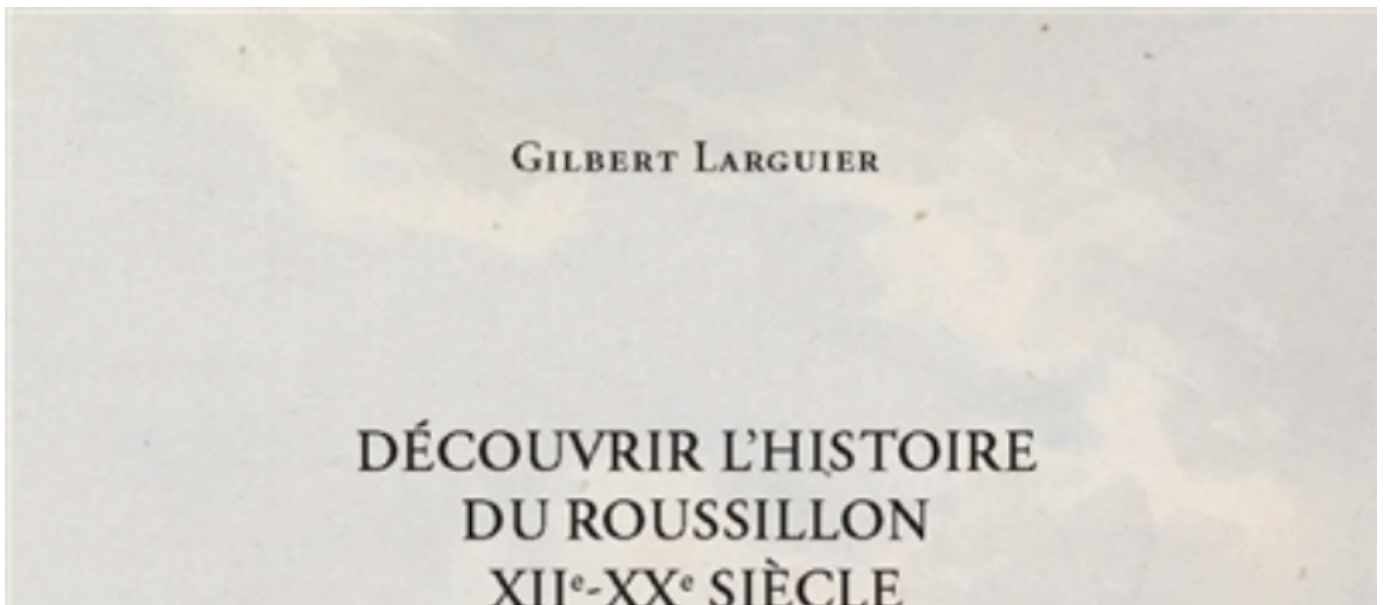 GILBERT LARGUIER
DÉCOUVRIR L'HISTOIRE
DU ROUSSILLON
XIIe-XXe SIÈCLE